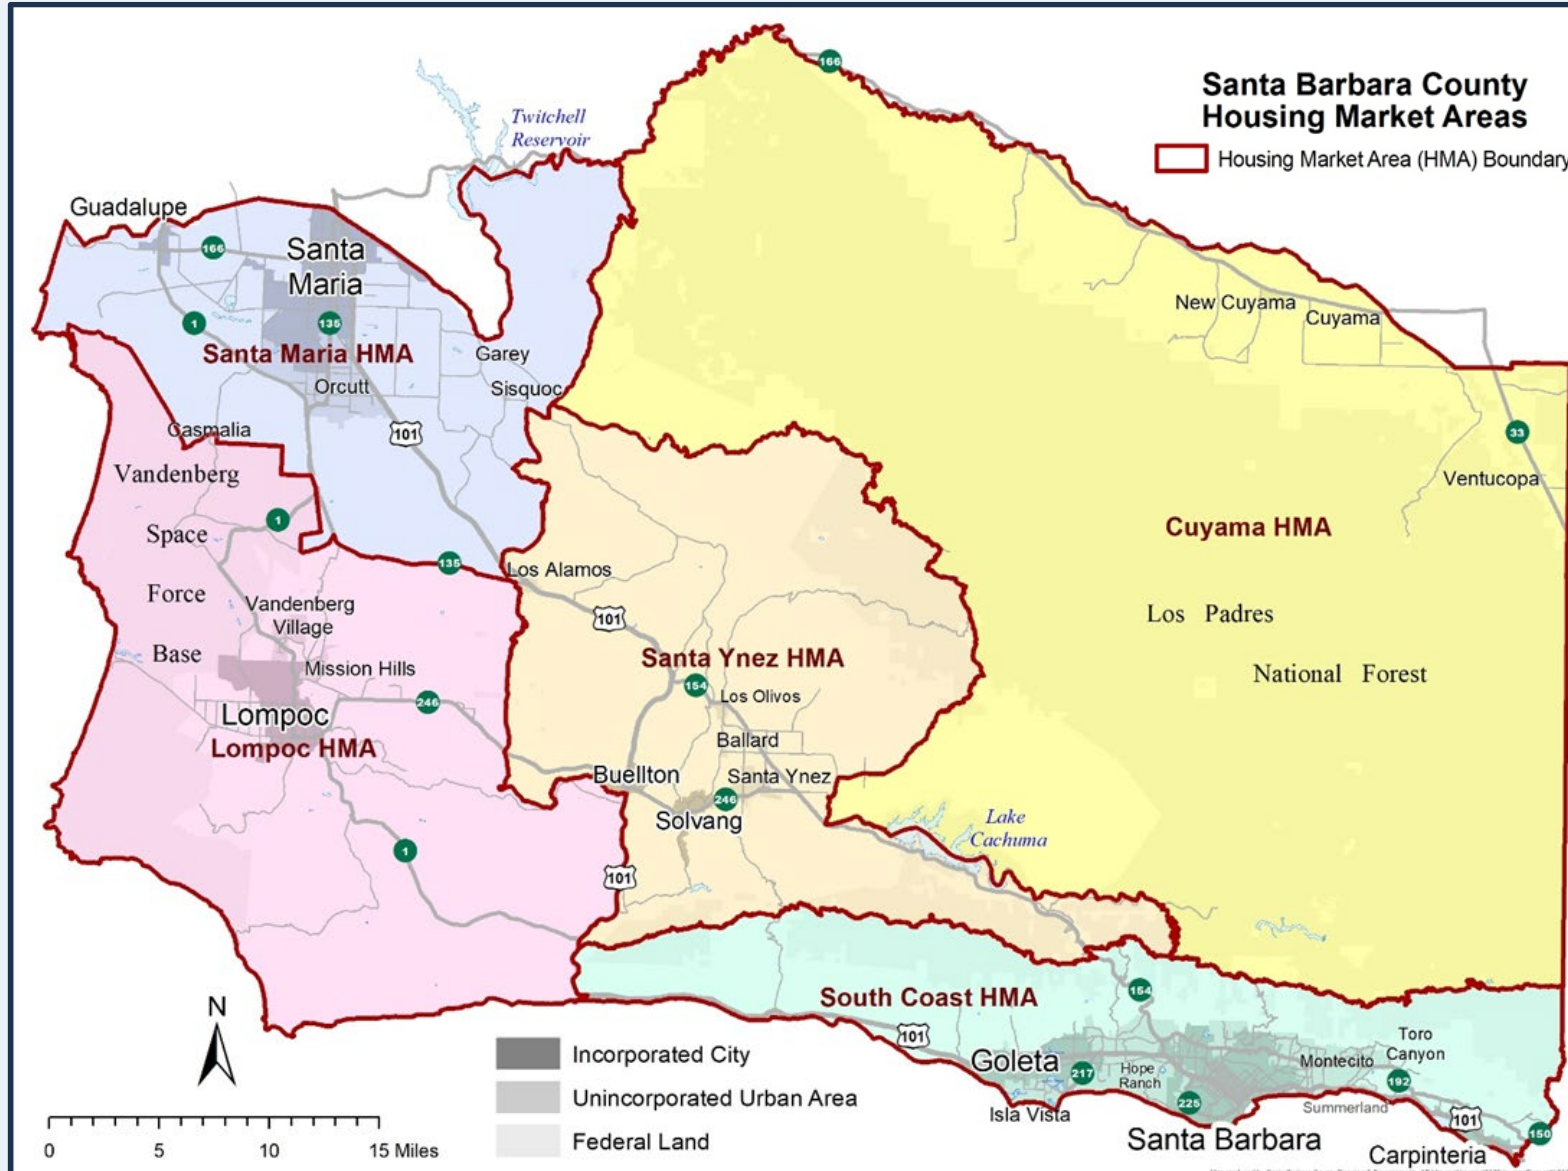 Santa Barbara County
Housing Market Areas
Housing Market Area (HMA) Boundary
166
Twitchell
Reservoir
Guadalupe
166
Santa
Maria
1
135
Santa Maria HMA
Garey
Orcutt
Sisquoc
Casmalia
101
New Cuyama
Cuyama
33
Ventucopa
Cuyama HMA
Los Padres
National Forest
Vandenberg
Space
Force
Base
1
135
Vandenberg
Village
Mission Hills
246
Lompoc
Lompoc HMA
1
Los Alamos
101
Santa Ynez HMA
154
Los Olivos
Ballard
Buellton
Santa Ynez
246
Solvang
101
Lake
Cachuma
South Coast HMA
154
101
Goleta
217
Hope
Ranch
225
Isla Vista
Santa Barbara
Montecito
Toro
Canyon
192
Summerland
101
150
Carpinteria
N
0 5 10 15 Miles
Incorporated City
Unincorporated Urban Area
Federal Land